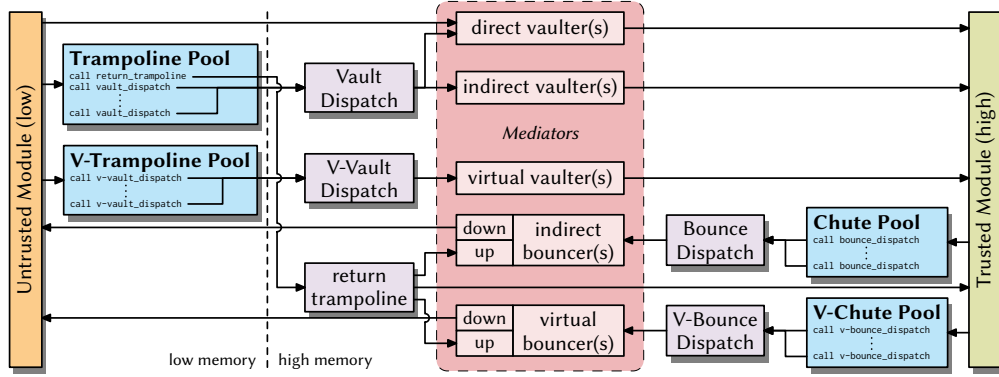 Untrusted Module (low)
Trampoline Pool
call return_trampoline
call vault_dispatch
call vault_dispatch
V-Trampoline Pool
call v-vault_dispatch
call v-vault_dispatch
low memory
high memory
Vault
Dispatch
V-Vault
Dispatch
return
trampoline
direct vaulter(s)
indirect vaulter(s)
Mediators
virtual vaulter(s)
down
up
indirect
bouncer(s)
down
up
virtual
bouncer(s)
Bounce
Dispatch
V-Bounce
Dispatch
Chute Pool
call bounce_dispatch
call bounce_dispatch
V-Chute Pool
call v-bounce_dispatch
call v-bounce_dispatch
Trusted Module (high)